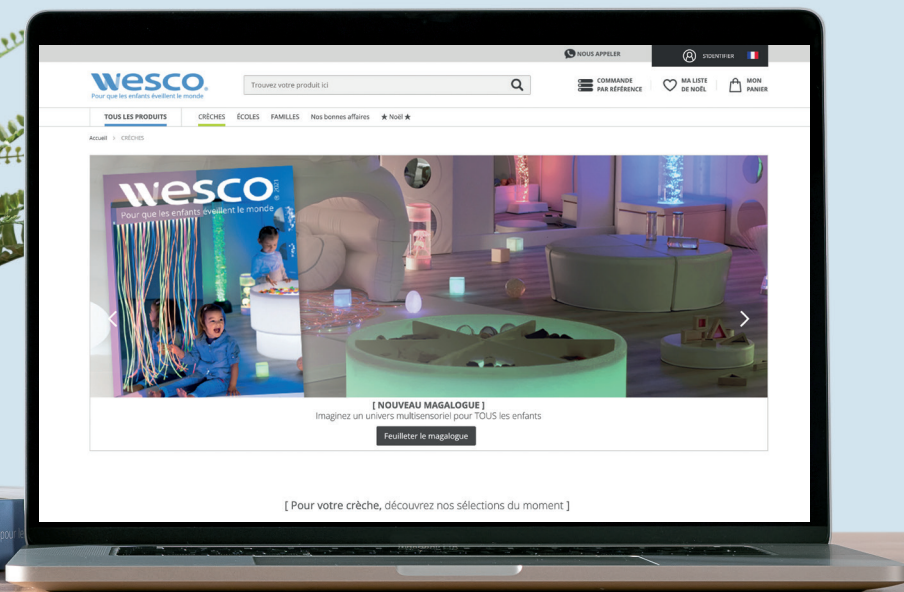 NOUS APPELER
S'IDENTIFIER
wesco
Pour que les enfants éveillent le monde
Trouvez votre produit ici
COMMANDE
PAR RÉFÉRENCE
MA LISTE
DE NOËL
MON
PANIER
TOUS LES PRODUITS
CRÈCHES
ÉCOLES
FAMILLES
Nos bonnes affaires
★ Noël ★
Accueil > CRÈCHES
wesco
® 2021
Pour que les enfants éveillent le monde
[ NOUVEAU MAGALOGUE ]
Imaginez un univers multisensoriel pour TOUS les enfants
Feuilleter le magalogue
[ Pour votre crèche, découvrez nos sélections du moment ]
pour le